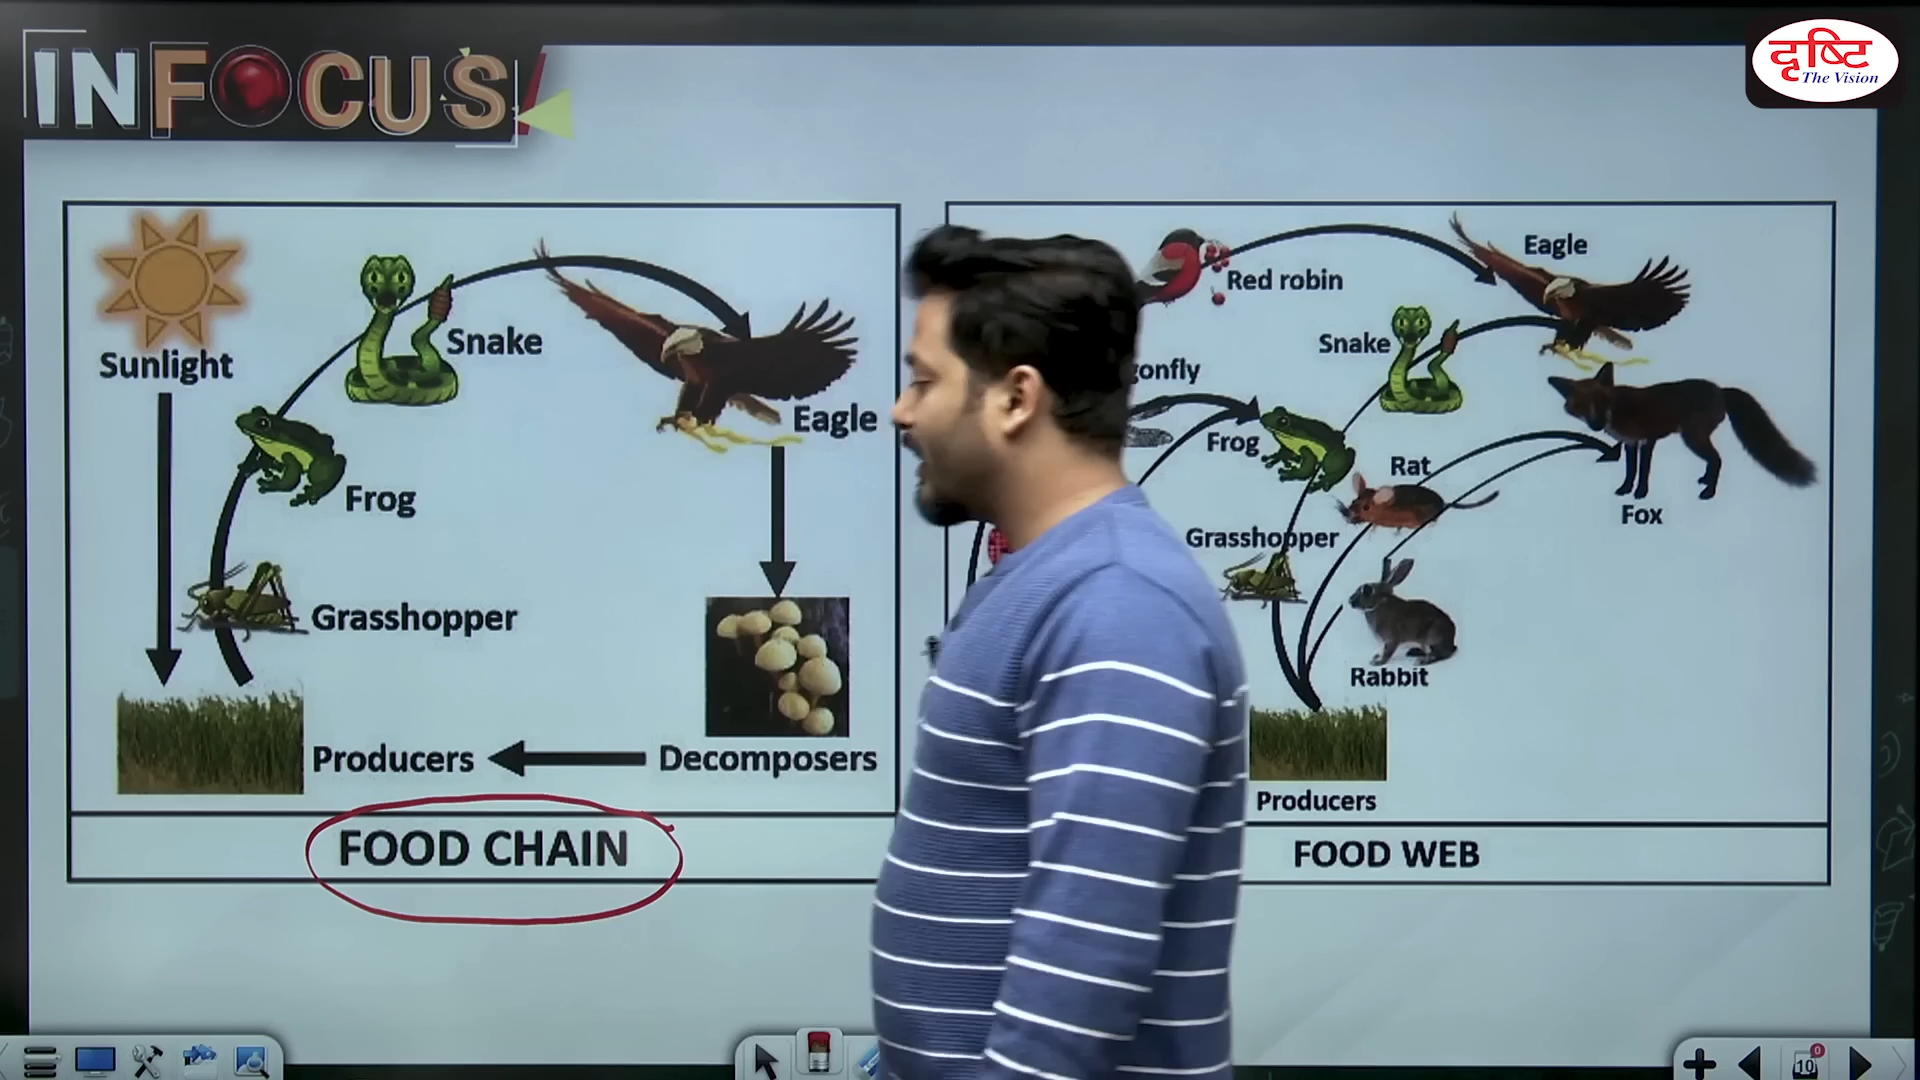 INFOCUS
दृष्टि
The Vision
Sunlight
Snake
Eagle
Frog
Grasshopper
Producers
Decomposers
FOOD CHAIN
Red robin
Eagle
Snake
Frog
Rat
Fox
Grasshopper
Rabbit
Producers
FOOD WEB
10
0